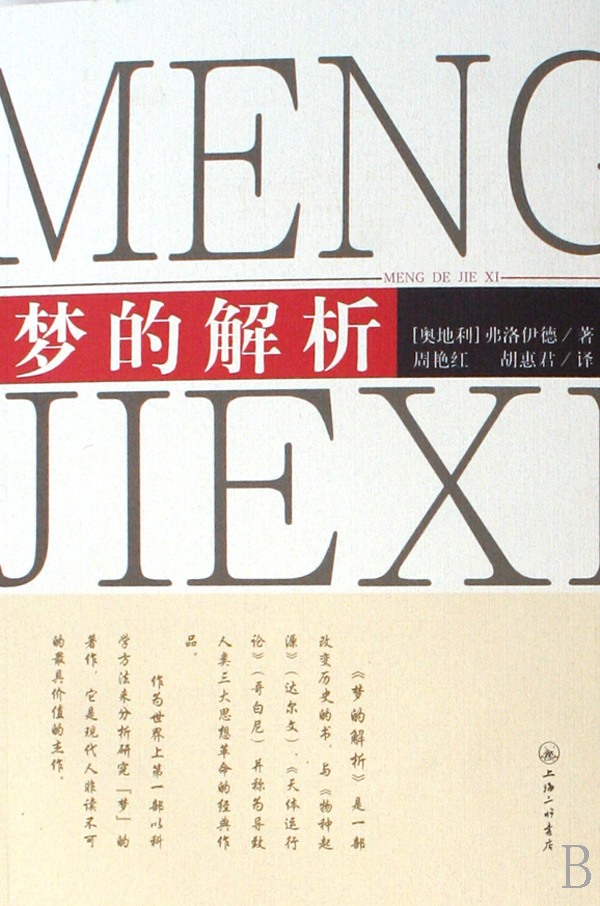 MENG
MENG DE JIE XI
梦的解析
[奥地利]弗洛伊德/著
周艳红 胡惠君/译
JIEXI
《梦的解析》是一部
改变历史的书，与《物种起
源》(达尔文)、《天体运行
论》(哥白尼)并称为导致
人类三大思想革命的经典作
品。
作为世界上第一部以科
学方法来分析研究「梦」的
著作，它是现代人非读不可
的最具价值的杰作。
上海三联书店
B